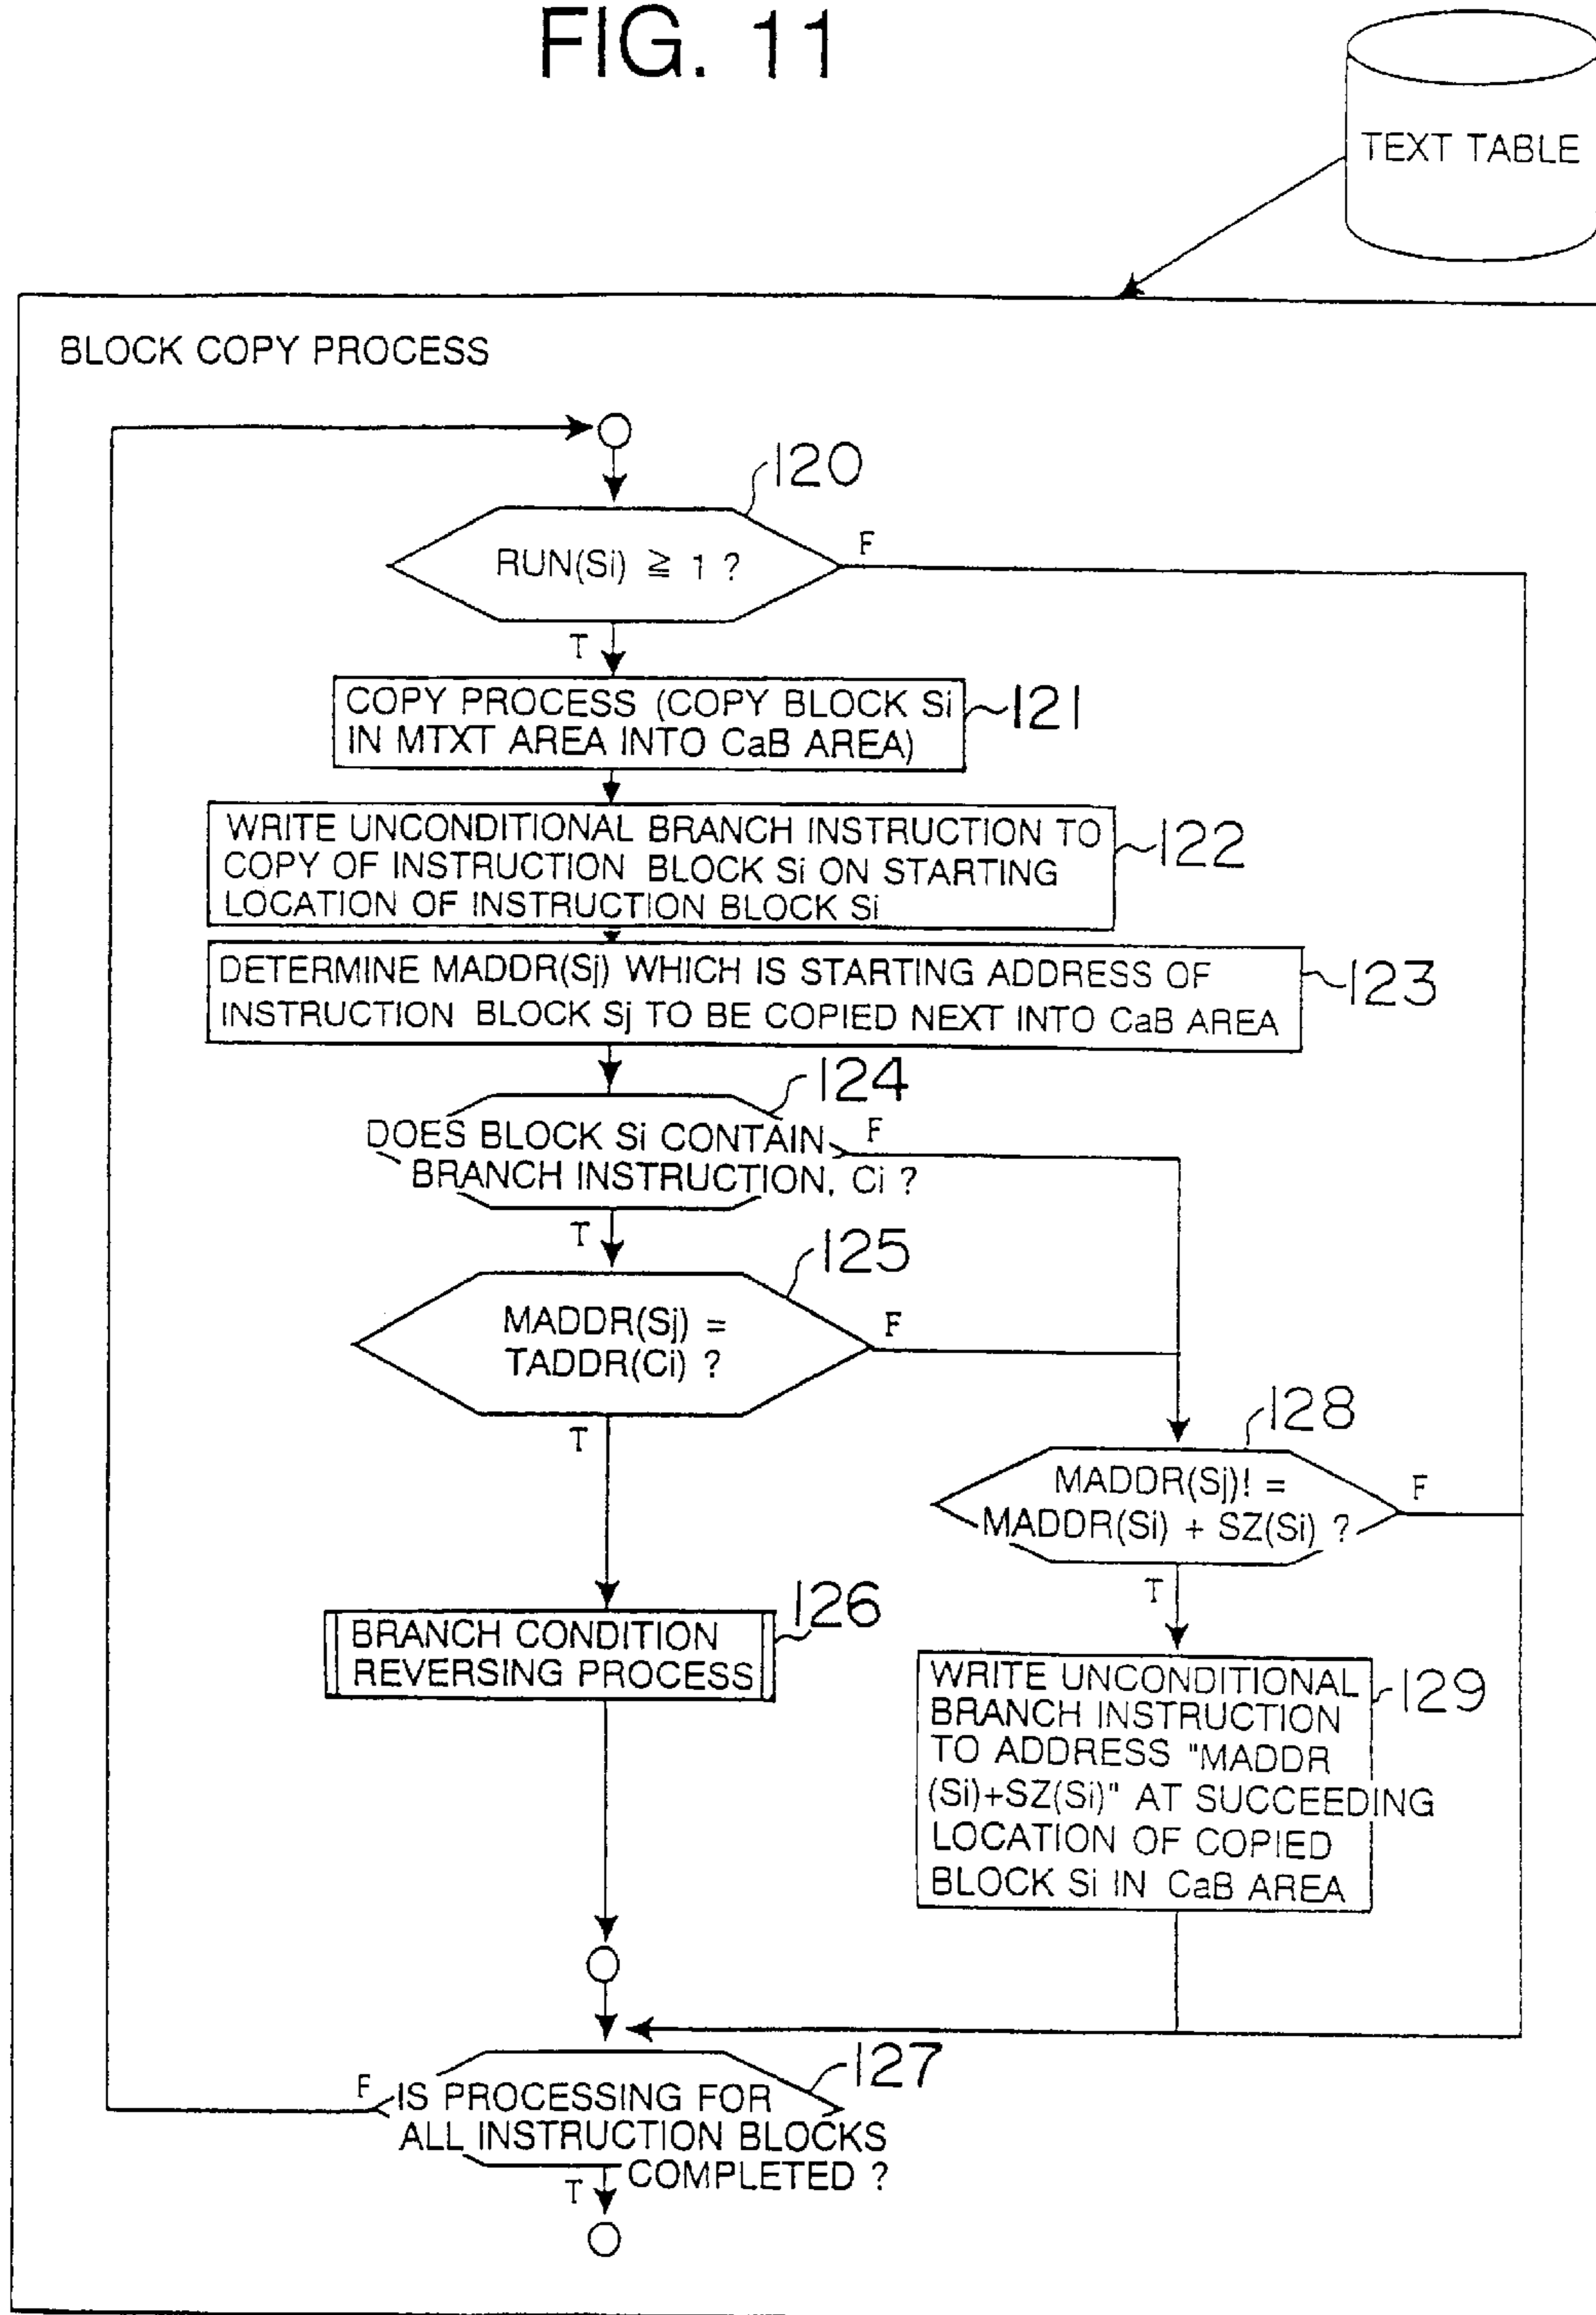 FIG. 11
TEXT TABLE
BLOCK COPY PROCESS
120
RUN(Si) ≧ 1 ?
F
T
COPY PROCESS (COPY BLOCK Si
IN MTXT AREA INTO CaB AREA)
121
WRITE UNCONDITIONAL BRANCH INSTRUCTION TO
COPY OF INSTRUCTION BLOCK Si ON STARTING
LOCATION OF INSTRUCTION BLOCK Si
122
DETERMINE MADDR(Sj) WHICH IS STARTING ADDRESS OF
INSTRUCTION BLOCK Sj TO BE COPIED NEXT INTO CaB AREA
123
124
DOES BLOCK Si CONTAIN
BRANCH INSTRUCTION, Ci ?
F
T
125
MADDR(Sj) =
TADDR(Ci) ?
F
T
128
MADDR(Sj)! =
MADDR(Si) + SZ(Si) ?
F
T
126
BRANCH CONDITION
REVERSING PROCESS
WRITE UNCONDITIONAL
BRANCH INSTRUCTION
TO ADDRESS "MADDR
(Si)+SZ(Si)" AT SUCCEEDING
LOCATION OF COPIED
BLOCK Si IN CaB AREA
129
127
F
IS PROCESSING FOR
ALL INSTRUCTION BLOCKS
COMPLETED ?
T